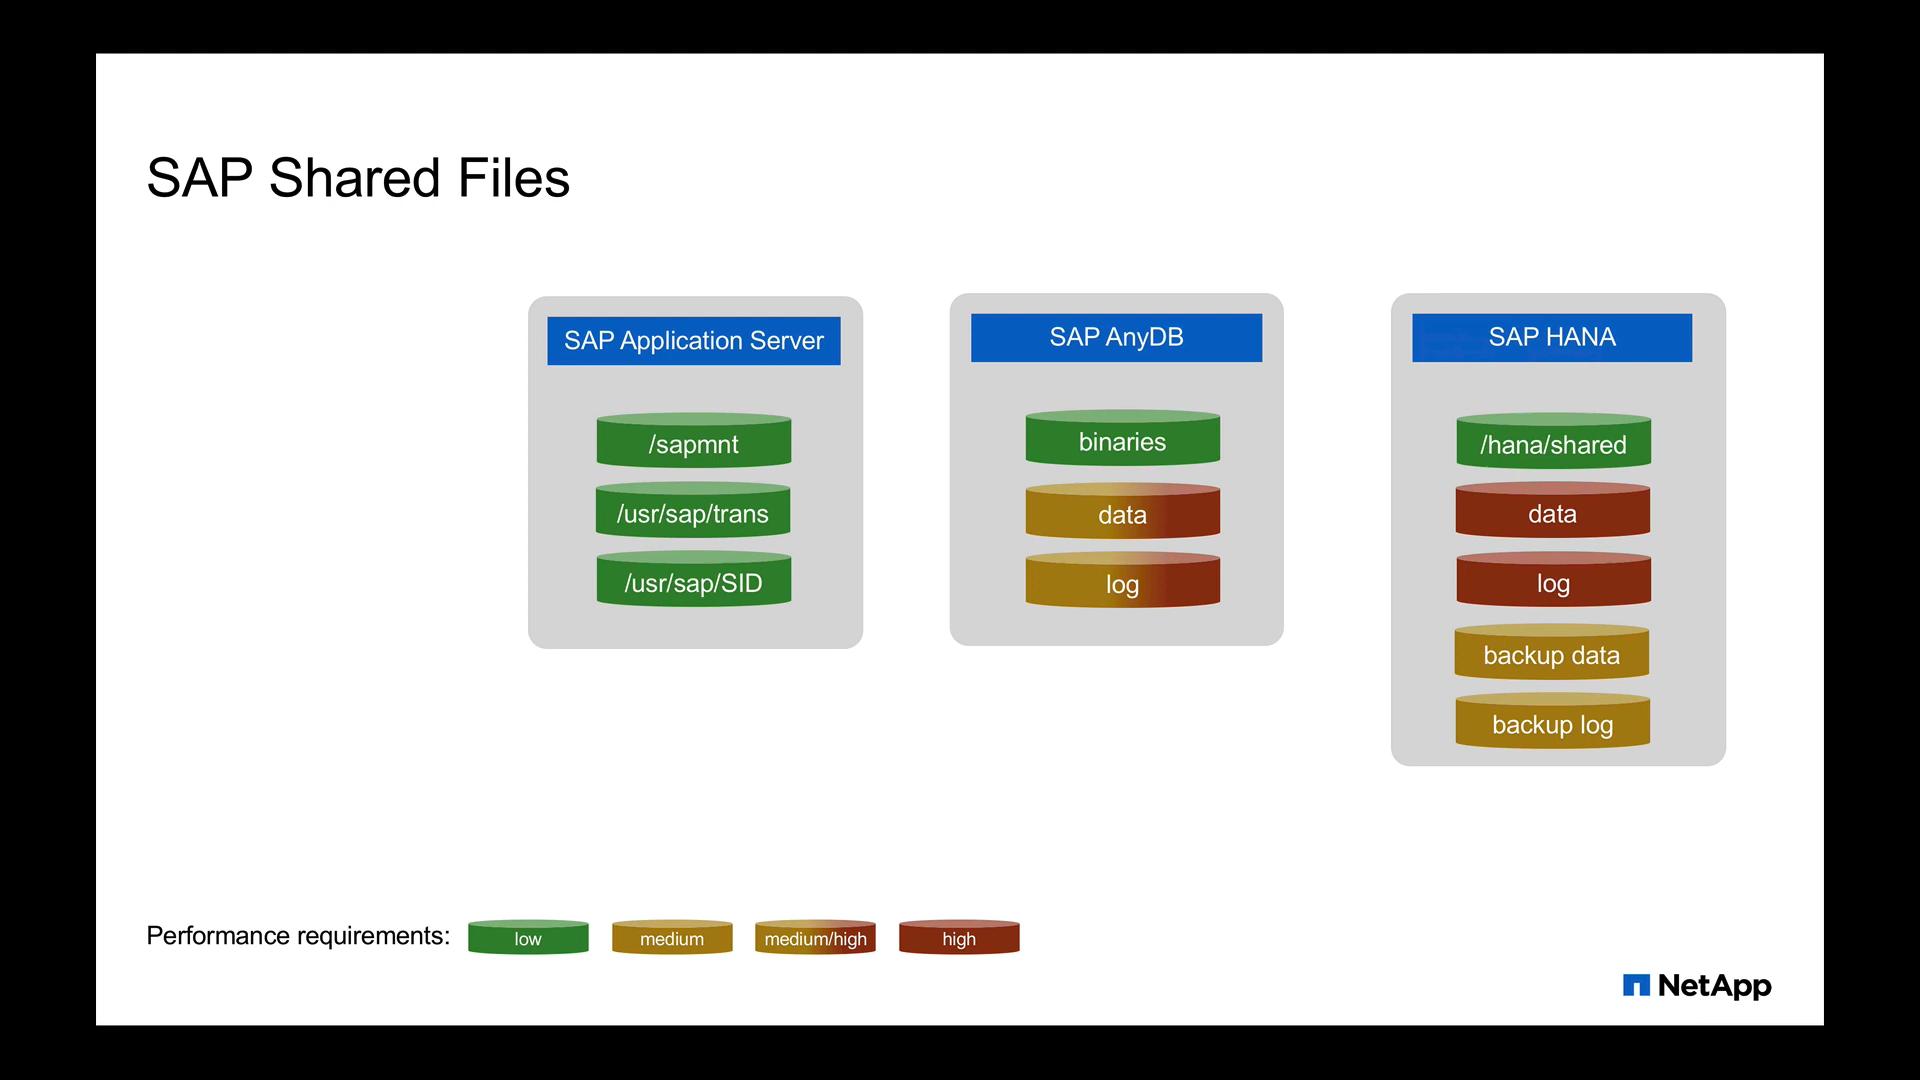 SAP Shared Files
SAP Application Server
/sapmnt
/usr/sap/trans
/usr/sap/SID
SAP AnyDB
binaries
data
log
SAP HANA
/hana/shared
data
log
backup data
backup log
Performance requirements:
low
medium
medium/high
high
NetApp